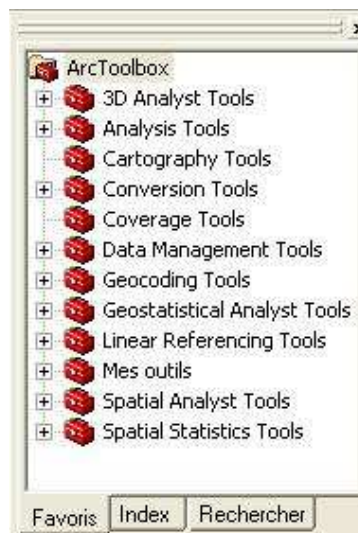 ArcToolbox
3D Analyst Tools
Analysis Tools
Cartography Tools
Conversion Tools
Coverage Tools
Data Management Tools
Geocoding Tools
Geostatistical Analyst Tools
Linear Referencing Tools
Mes outils
Spatial Analyst Tools
Spatial Statistics Tools
Favoris Index Rechercher